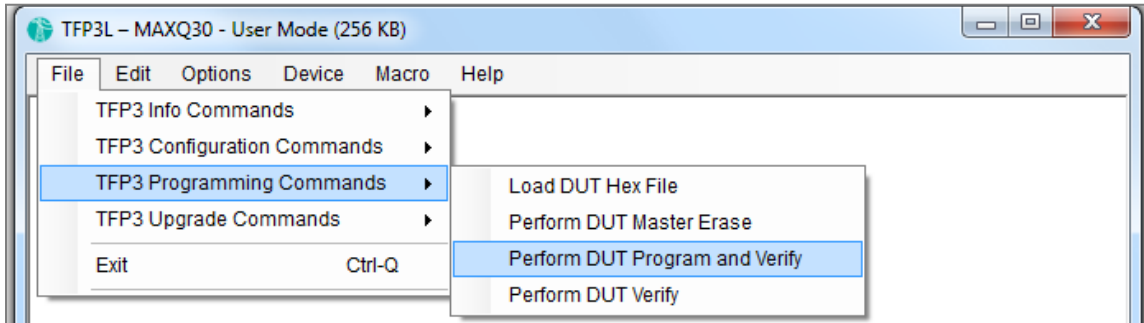 TFP3L – MAXQ30 - User Mode (256 KB)
File Edit Options Device Macro Help
TFP3 Info Commands
TFP3 Configuration Commands
TFP3 Programming Commands
TFP3 Upgrade Commands
Exit Ctrl-Q
Load DUT Hex File
Perform DUT Master Erase
Perform DUT Program and Verify
Perform DUT Verify